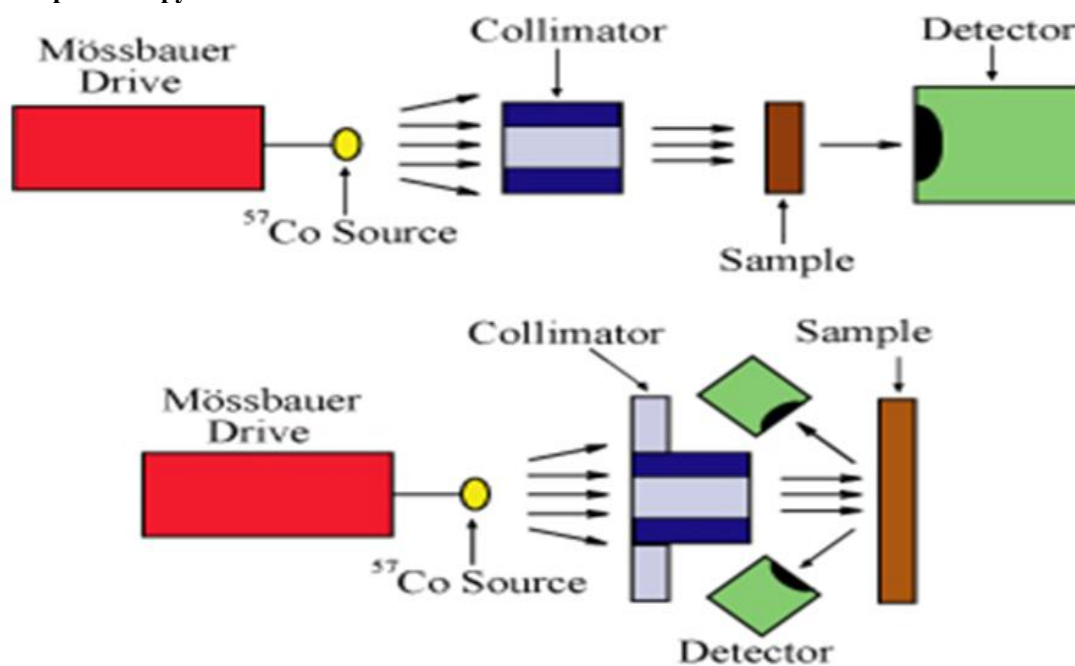 Collimator
Detector
Mössbauer
Drive
⁵⁷Co Source
Sample
Collimator
Sample
Mössbauer
Drive
⁵⁷Co Source
Detector